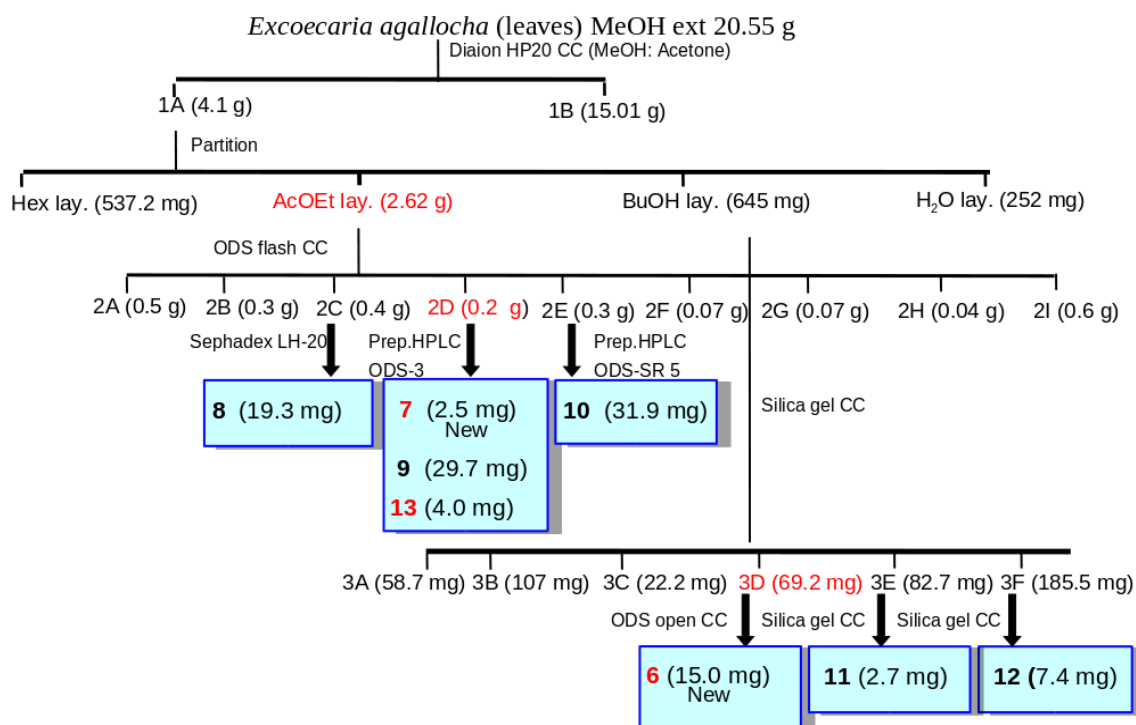 Excoecaria agallocha (leaves) MeOH ext 20.55 g
Diaion HP20 CC (MeOH: Acetone)
1A (4.1 g) 1B (15.01 g)
Partition
Hex lay. (537.2 mg) AcOEt lay. (2.62 g) BuOH lay. (645 mg) H₂O lay. (252 mg)
ODS flash CC
2A (0.5 g) 2B (0.3 g) 2C (0.4 g) 2D (0.2 g) 2E (0.3 g) 2F (0.07 g) 2G (0.07 g) 2H (0.04 g) 2I (0.6 g)
Sephadex LH-20 Prep.HPLC Prep.HPLC
ODS-3 ODS-SR 5
8 (19.3 mg) 7 (2.5 mg) 10 (31.9 mg) Silica gel CC
New
9 (29.7 mg)
13 (4.0 mg)
3A (58.7 mg) 3B (107 mg) 3C (22.2 mg) 3D (69.2 mg) 3E (82.7 mg) 3F (185.5 mg)
ODS open CC Silica gel CC Silica gel CC
6 (15.0 mg) 11 (2.7 mg) 12 (7.4 mg)
New